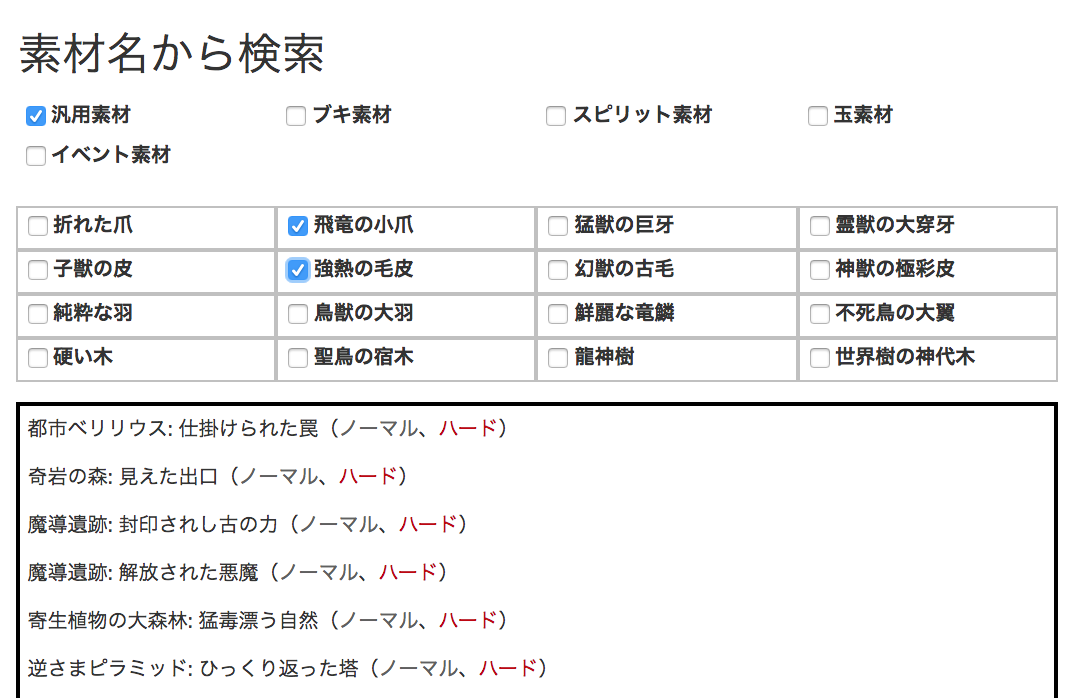 素材名から検索
汎用素材 ブキ素材 スピリット素材 玉素材
イベント素材
折れた爪 飛竜の小爪 猛獣の巨牙 霊獣の大穿牙
子獣の皮 強熱の毛皮 幻獣の古毛 神獣の極彩皮
純粋な羽 鳥獣の大羽 鮮麗な竜鱗 不死鳥の大翼
硬い木 聖鳥の宿木 龍神樹 世界樹の神代木
都市ベリリウス: 仕掛けられた罠（ノーマル、ハード）
奇岩の森: 見えた出口（ノーマル、ハード）
魔導遺跡: 封印されし古の力（ノーマル、ハード）
魔導遺跡: 解放された悪魔（ノーマル、ハード）
寄生植物の大森林: 猛毒漂う自然（ノーマル、ハード）
逆さまピラミッド: ひっくり返った塔（ノーマル、ハード）